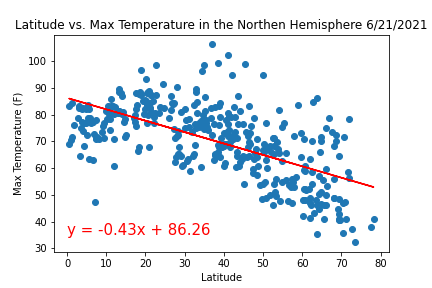 Latitude vs. Max Temperature in the Northen Hemisphere 6/21/2021
100
90
80
70
60
50
40
30
Max Temperature (F)
y = -0.43x + 86.26
0 10 20 30 40 50 60 70 80
Latitude